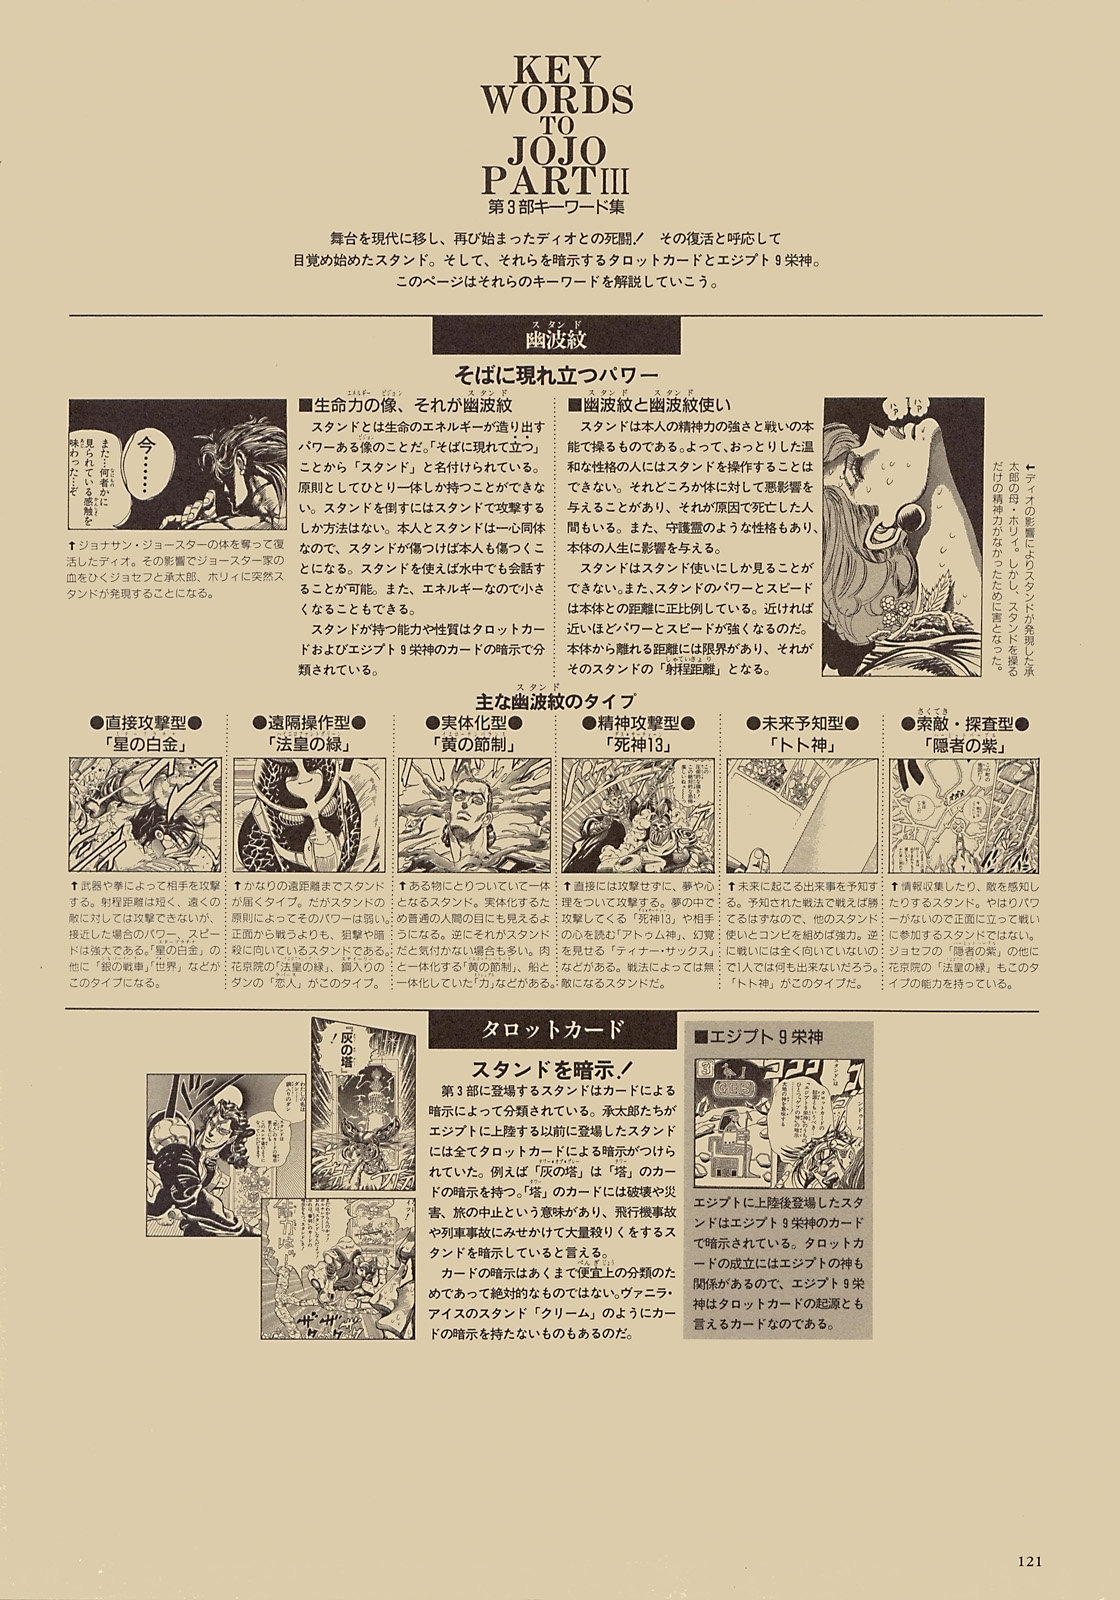 KEY
WORDS
TO
JOJO
PARTIII
第3部キーワード集
舞台を現代に移し、再び始まったディオとの死闘！ その復活と呼応して
目覚め始めたスタンド。そして、それらを暗示するタロットカードとエジプト9栄神。
このページはそれらのキーワードを解説していこう。
スタンド
幽波紋
そばに現れ立つパワー
今……
また…何者かに
見られている感触を
味わった…ぞ
↑ジョナサン・ジョースターの体を奪って復
活したディオ。その影響でジョースター家の
血をひくジョセフと承太郎、ホリィに突然ス
タンドが発現することになる。
エネルギー ビジョン スタンド
■生命力の像、それが幽波紋
スタンドとは生命のエネルギーが造り出す
パワーある像のことだ。「そばに現れて立つ」
ことから「スタンド」と名付けられている。
原則としてひとり一体しか持つことができな
い。スタンドを倒すにはスタンドで攻撃する
しか方法はない。本人とスタンドは一心同体
なので、スタンドが傷つけば本人も傷つくこ
とになる。スタンドを使えば水中でも会話す
ることが可能。また、エネルギーなので小さ
くなることもできる。
スタンドが持つ能力や性質はタロットカー
ドおよびエジプト9栄神のカードの暗示で分
類されている。
スタンド スタンド
■幽波紋と幽波紋使い
スタンドは本人の精神力の強さと戦いの本
能で操るものである。よって、おっとりした温
和な性格の人にはスタンドを操作することは
できない。それどころか体に対して悪影響を
与えることがあり、それが原因で死亡した人
間もいる。また、守護霊のような性格もあり、
本体の人生に影響を与える。
スタンドはスタンド使いにしか見ることが
できない。また、スタンドのパワーとスピード
は本体との距離に正比例している。近ければ
近いほどパワーとスピードが強くなるのだ。
本体から離れる距離には限界があり、それが
しゃていきょり
そのスタンドの「射程距離」となる。
ハァ
ハァ
↑ディオの影響によりスタンドが発現した承
太郎の母・ホリィ。しかし、スタンドを操る
だけの精神力がなかったために害となった。
スタンド
主な幽波紋のタイプ
●直接攻撃型●
「星の白金」
↑武器や拳によって相手を攻撃
する。射程距離は短く、遠くの
敵に対しては攻撃できないが、
接近した場合のパワー、スピー
ドは強大である。「星の白金」の
他に「銀の戦車」「世界」などが
このタイプになる。
●遠隔操作型●
「法皇の緑」
↑かなりの遠距離までスタンド
が届くタイプ。だがスタンドの
原則によってそのパワーは弱い。
正面から戦うよりも、狙撃や暗
殺に向いているスタンドである。
花京院の「法皇の緑」、鋼入りの
ダンの「恋人」がこのタイプ。
●実体化型●
「黄の節制」
↑ある物にとりついていて一体
となるスタンド。実体化するた
め普通の人間の目にも見えるよ
うになる。逆にそれがスタンド
だと気付かない場合も多い。肉
と一体化する「黄の節制」、船と
一体化していた「力」などがある。
●精神攻撃型●
「死神13」
↑直接には攻撃せずに、夢や心
理をついて攻撃する。夢の中で
攻撃してくる「死神13」や相手
の心を読む「アトゥム神」、幻覚
を見せる「ティナー・サックス」
などがある。戦法によっては無
敵になるスタンドだ。
●未来予知型●
「トト神」
↑未来に起こる出来事を予知す
る。予知された戦法で戦えば勝
てるはずなので、他のスタンド
使いとコンビを組めば強力。逆
に戦いには全く向いていないの
で1人では何も出来ないだろう。
「トト神」がこのタイプだ。
さくてき
●索敵・探査型●
「隠者の紫」
↑情報収集したり、敵を感知し
たりするスタンド。やはりパワ
ーがないので正面に立って戦い
に参加するスタンドではない。
ジョセフの「隠者の紫」の他に
花京院の「法皇の緑」もこのタ
イプの能力を持っている。
タロットカード
『灰の塔』！
スタンドを暗示！
第3部に登場するスタンドはカードによる
暗示によって分類されている。承太郎たちが
エジプトに上陸する以前に登場したスタンド
には全てタロットカードによる暗示がつけら
れていた。例えば「灰の塔」は「塔」のカー
ドの暗示を持つ。「塔」のカードには破壊や災
害、旅の中止という意味があり、飛行機事故
や列車事故にみせかけて大量殺りくをするス
タンドを暗示していると言える。
べんぎじょう
カードの暗示はあくまで便宜上の分類のた
めであって絶対的なものではない。ヴァニラ・
アイスのスタンド「クリーム」のようにカー
ドの暗示を持たないものもあるのだ。
■エジプト9栄神
エジプトに上陸後登場したスタ
ンドはエジプト9栄神のカード
で暗示されている。タロットカ
ードの成立にはエジプトの神も
関係があるので、エジプト9栄
神はタロットカードの起源とも
言えるカードなのである。
121